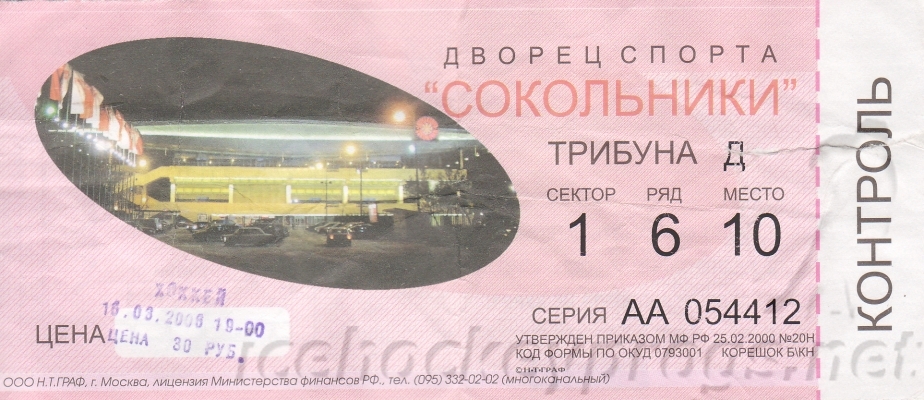 ДВОРЕЦ СПОРТА
"СОКОЛЬНИКИ"
ТРИБУНА Д
СЕКТОР РЯД МЕСТО
1 6 10
СЕРИЯ АА 054412
ХОККЕЙ
16.03.2006 19-00
ЦЕНА ЦЕНА 30 РУБ.
УТВЕРЖДЕН ПРИКАЗОМ МФ РФ 25.02.2000 №20Н
КОД ФОРМЫ ПО ОКУД 0793001 КОРЕШОК Б\КН
©Н-Т-ГРАФ
ООО Н.Т.ГРАФ, г. Москва, лицензия Министерства финансов РФ., тел. (095) 332-02-02 (многоканальный)
КОНТРОЛЬ